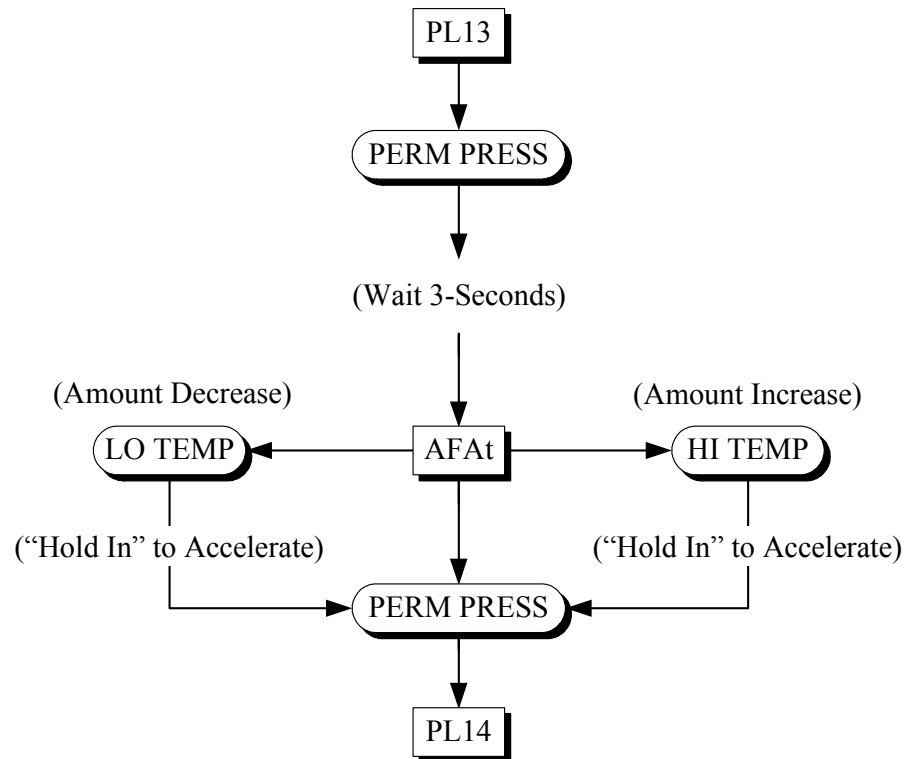 PL13
PERM PRESS
(Wait 3-Seconds)
(Amount Decrease)
(Amount Increase)
LO TEMP
AFAt
HI TEMP
(“Hold In” to Accelerate)
(“Hold In” to Accelerate)
PERM PRESS
PL14